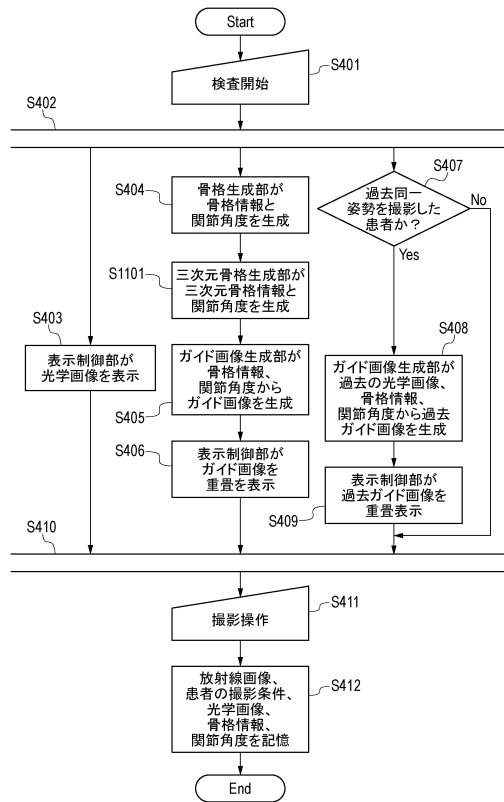 Start
検査開始
S401
S402
骨格生成部が
骨格情報と
関節角度を生成
S404
三次元骨格生成部が
三次元骨格情報と
関節角度を生成
S1101
過去同一
姿勢を撮影した
患者か？
S407
No
Yes
S403
表示制御部が
光学画像を表示
ガイド画像生成部が
骨格情報、
関節角度から
ガイド画像を生成
S405
表示制御部が
ガイド画像を
重畳を表示
S406
S408
ガイド画像生成部が
過去の光学画像、
骨格情報、
関節角度から過去
ガイド画像を生成
表示制御部が
過去ガイド画像を
重畳表示
S409
S410
撮影操作
S411
放射線画像、
患者の撮影条件、
光学画像、
骨格情報、
関節角度を記憶
S412
End